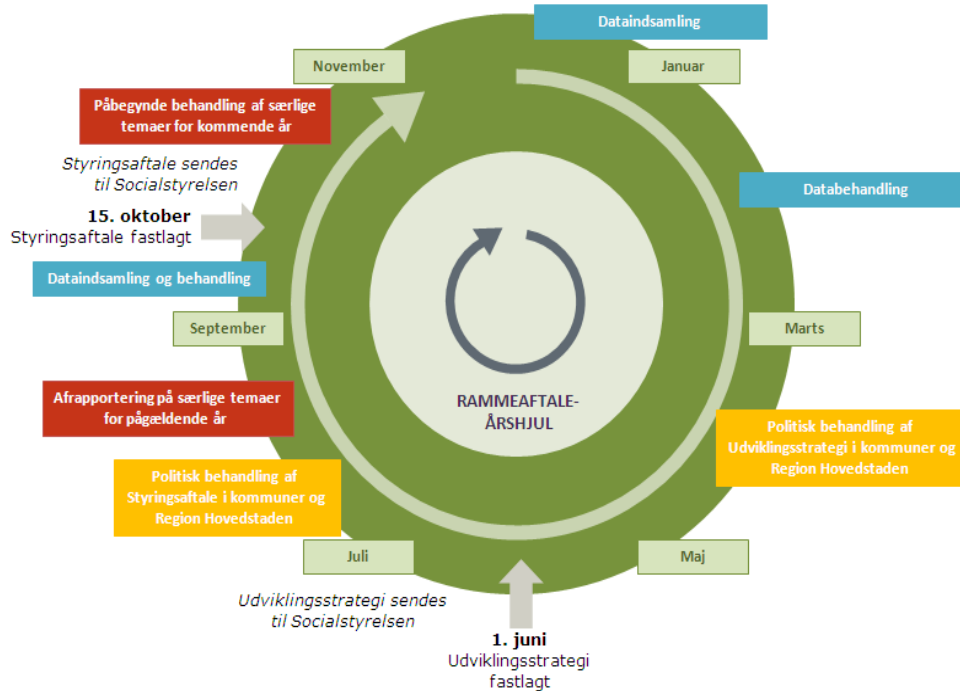 Dataindsamling
November
Januar
Påbegynde behandling af særlige
temaer for kommende år
Styringsaftale sendes
til Socialstyrelsen
Databehandling
15. oktober
Styringsaftale fastlagt
Dataindsamling og behandling
September
Marts
Afrapportering på særlige temaer
for pågældende år
RAMMEAFTALE-
ÅRSHJUL
Politisk behandling af
Udviklingsstrategi i kommuner og
Region Hovedstaden
Politisk behandling af
Styringsaftale i kommuner og
Region Hovedstaden
Juli
Maj
Udviklingsstrategi sendes
til Socialstyrelsen
1. juni
Udviklingsstrategi
fastlagt